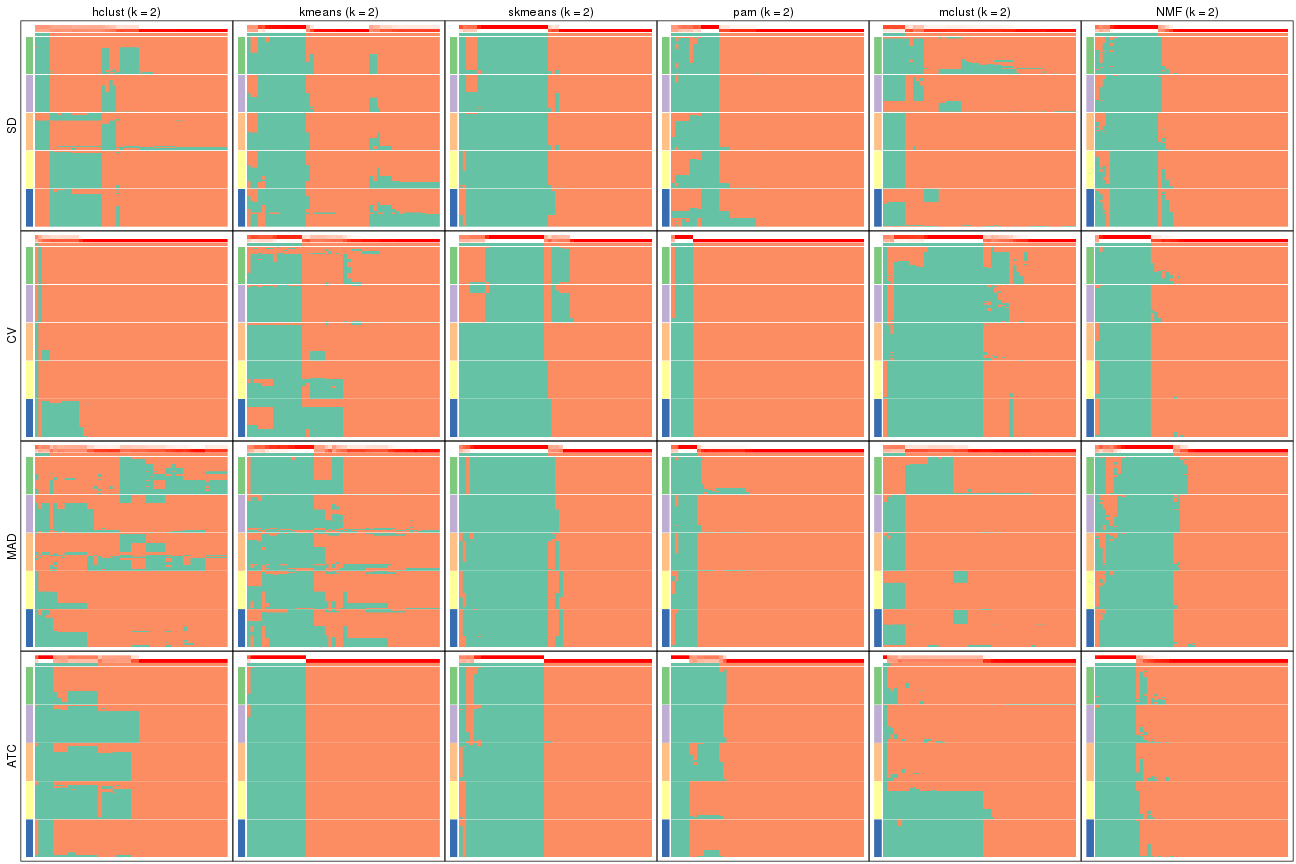 hclust (k = 2)
kmeans (k = 2)
skmeans (k = 2)
pam (k = 2)
mclust (k = 2)
NMF (k = 2)
SD
CV
MAD
ATC